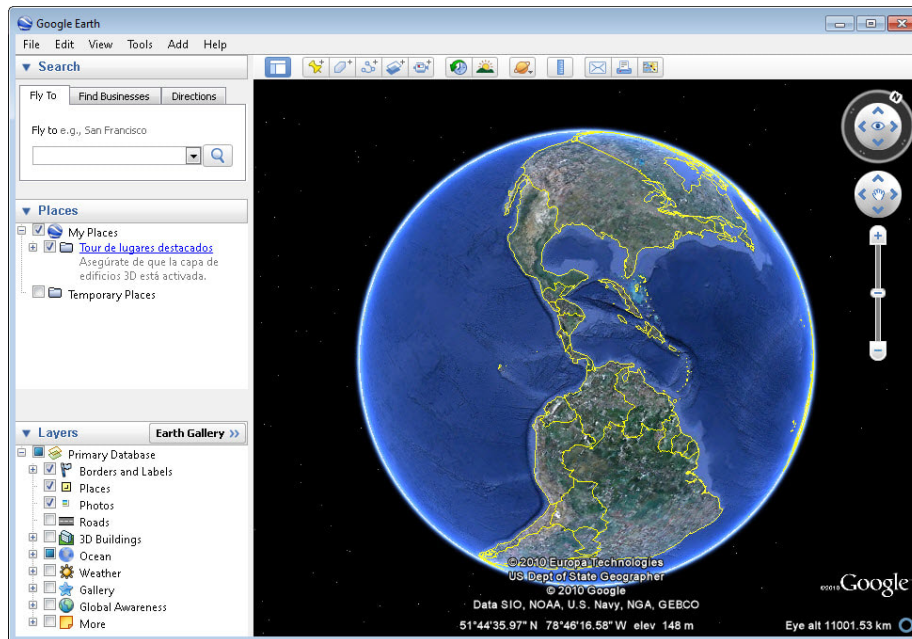 Google Earth
File Edit View Tools Add Help
Search
Fly To Find Businesses Directions
Fly to e.g., San Francisco
Places
My Places
Tour de lugares destacados
Asegúrate de que la capa de
edificios 3D está activada.
Temporary Places
Layers
Earth Gallery >>
Primary Database
Borders and Labels
Places
Photos
Roads
3D Buildings
Ocean
Weather
Gallery
Global Awareness
More
N
© 2010 Europa Technologies
US Dept of State Geographer
© 2010 Google
Data SIO, NOAA, U.S. Navy, NGA, GEBCO
©2010 Google
51°44'35.97" N 78°46'16.58" W elev 148 m
Eye alt 11001.53 km